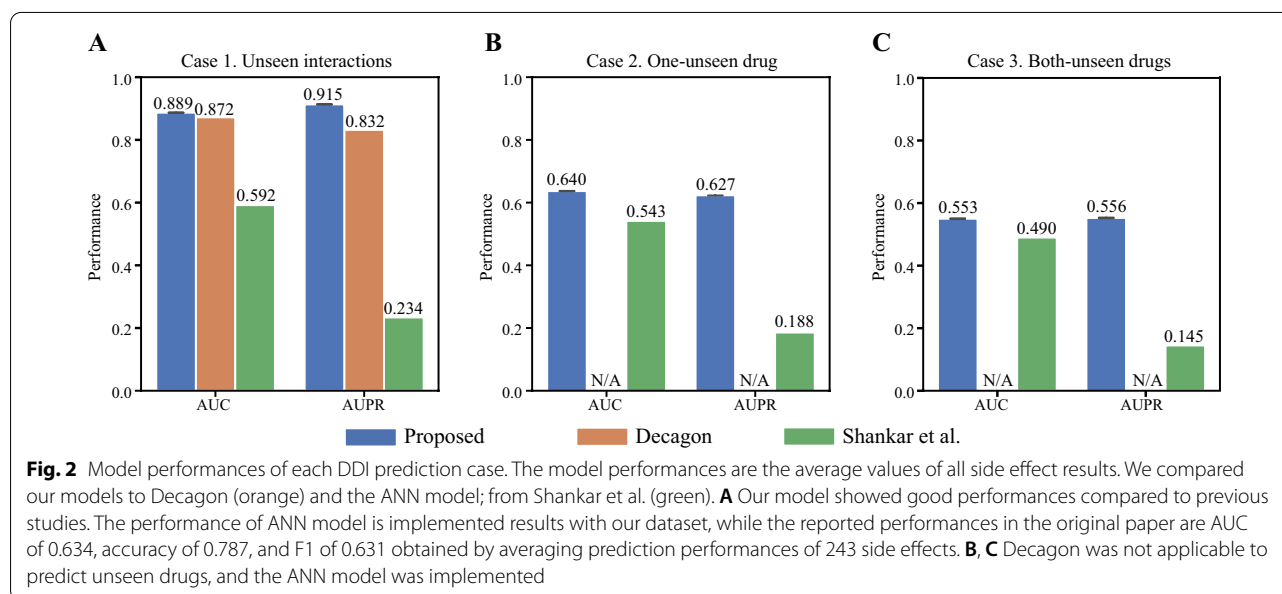 A
Case 1. Unseen interactions
1.0
0.8
0.6
0.4
0.2
0.0
Performance
0.889
0.872
0.592
0.915
0.832
0.234
AUC
AUPR
B
Case 2. One-unseen drug
1.0
0.8
0.6
0.4
0.2
0.0
Performance
0.640
N/A
0.543
0.627
N/A
0.188
AUC
AUPR
C
Case 3. Both-unseen drugs
1.0
0.8
0.6
0.4
0.2
0.0
Performance
0.553
N/A
0.490
0.556
N/A
0.145
AUC
AUPR
Proposed
Decagon
Shankar et al.
Fig. 2 Model performances of each DDI prediction case. The model performances are the average values of all side effect results. We compared
our models to Decagon (orange) and the ANN model; from Shankar et al. (green). A Our model showed good performances compared to previous
studies. The performance of ANN model is implemented results with our dataset, while the reported performances in the original paper are AUC
of 0.634, accuracy of 0.787, and F1 of 0.631 obtained by averaging prediction performances of 243 side effects. B, C Decagon was not applicable to
predict unseen drugs, and the ANN model was implemented